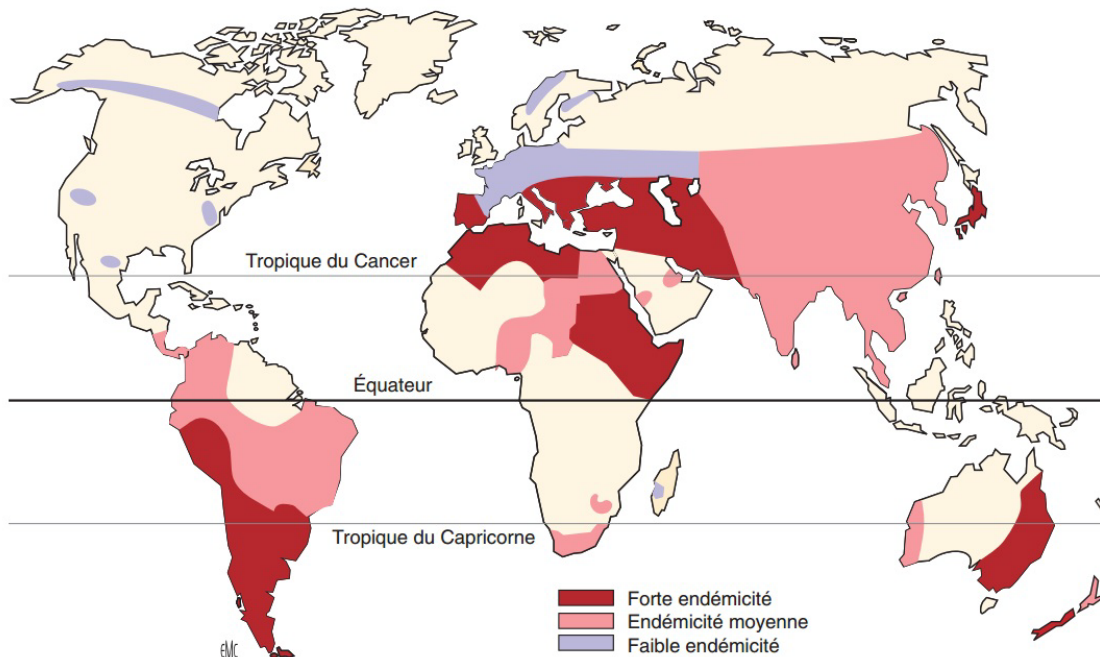 Tropique du Cancer
Équateur
Tropique du Capricorne
Forte endémicité
Endémicité moyenne
Faible endémicité
eMc